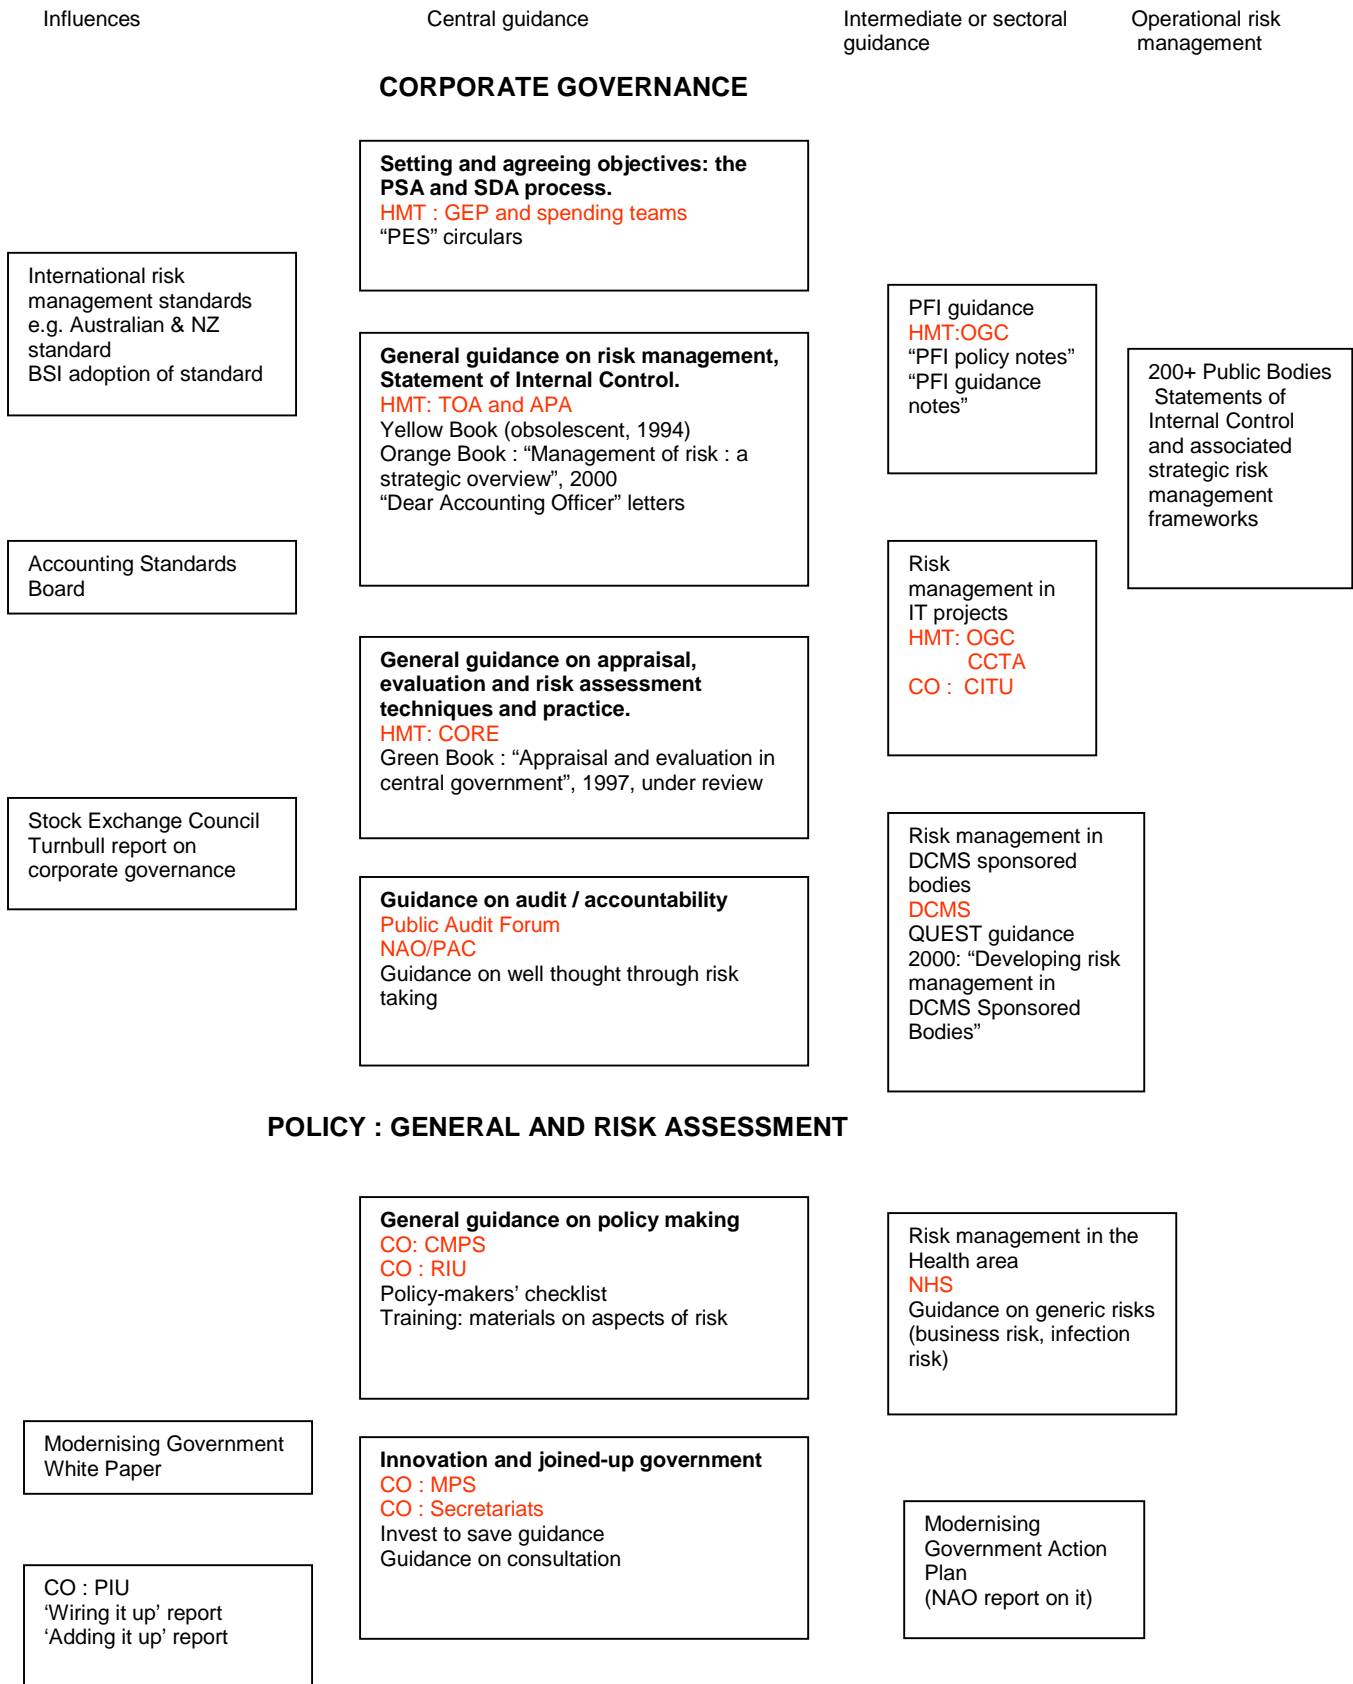 Influences
Central guidance
Intermediate or sectoral
guidance
Operational risk
management
CORPORATE GOVERNANCE
Setting and agreeing objectives: the
PSA and SDA process.
HMT : GEP and spending teams
“PES” circulars
International risk
management standards
e.g. Australian & NZ
standard
BSI adoption of standard
PFI guidance
HMT:OGC
“PFI policy notes”
“PFI guidance
notes”
General guidance on risk management,
Statement of Internal Control.
HMT: TOA and APA
Yellow Book (obsolescent, 1994)
Orange Book : “Management of risk : a
strategic overview”, 2000
“Dear Accounting Officer” letters
200+ Public Bodies
Statements of
Internal Control
and associated
strategic risk
management
frameworks
Accounting Standards
Board
Risk
management in
IT projects
HMT: OGC
CCTA
CO : CITU
General guidance on appraisal,
evaluation and risk assessment
techniques and practice.
HMT: CORE
Green Book : “Appraisal and evaluation in
central government”, 1997, under review
Stock Exchange Council
Turnbull report on
corporate governance
Risk management in
DCMS sponsored
bodies
DCMS
QUEST guidance
2000: “Developing risk
management in
DCMS Sponsored
Bodies”
Guidance on audit / accountability
Public Audit Forum
NAO/PAC
Guidance on well thought through risk
taking
POLICY : GENERAL AND RISK ASSESSMENT
General guidance on policy making
CO: CMPS
CO : RIU
Policy-makers’ checklist
Training: materials on aspects of risk
Risk management in the
Health area
NHS
Guidance on generic risks
(business risk, infection
risk)
Modernising Government
White Paper
Innovation and joined-up government
CO : MPS
CO : Secretariats
Invest to save guidance
Guidance on consultation
Modernising
Government Action
Plan
(NAO report on it)
CO : PIU
‘Wiring it up’ report
‘Adding it up’ report